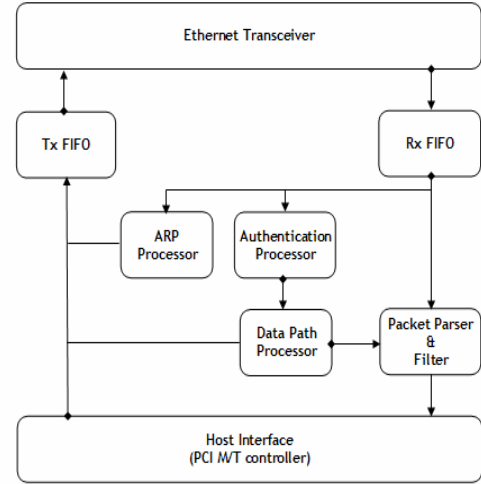 Ethernet Transceiver
Tx FIFO
Rx FIFO
ARP
Processor
Authentication
Processor
Data Path
Processor
Packet Parser
&
Filter
Host Interface
(PCI M/T controller)